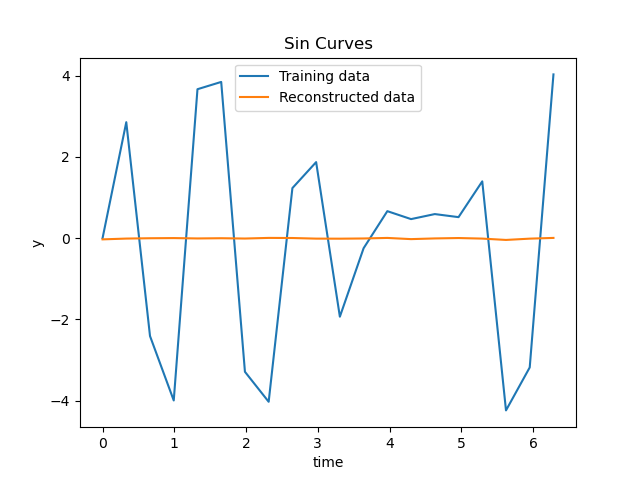 Sin Curves
Training data
Reconstructed data
4
2
0
−2
−4
y
0 1 2 3 4 5 6
time